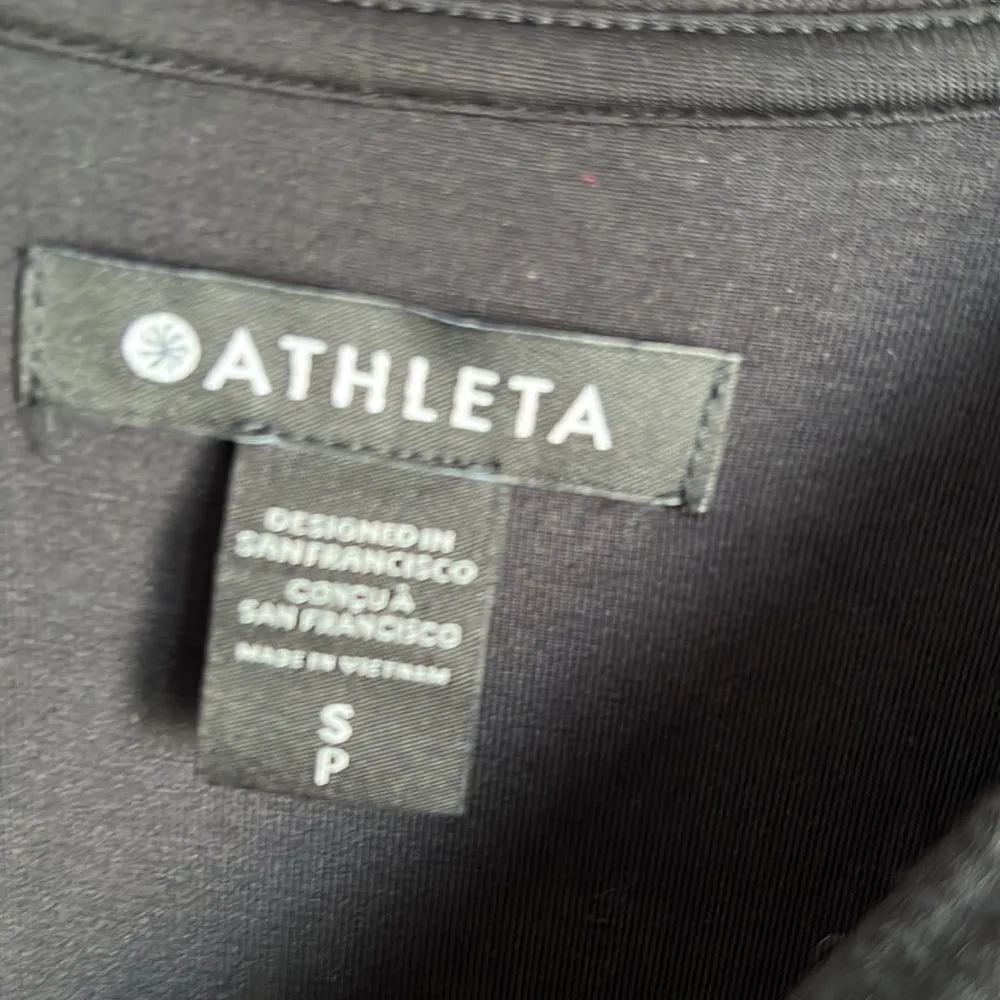 ATHLETA
DESIGNED IN
SAN FRANCISCO
CONÇU À
SAN FRANCISCO
MADE IN VIETNAM
S
P